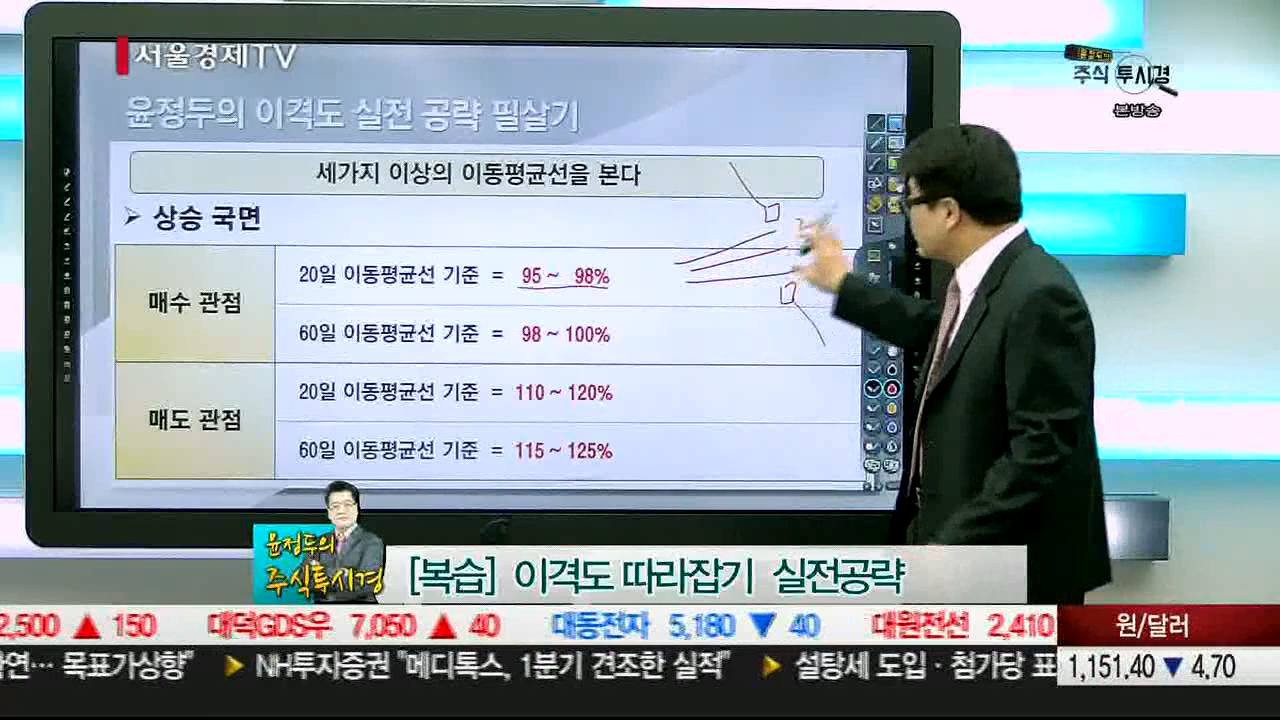 서울경제TV
윤정두의
주식 투시경
본방송
윤정두의 이격도 실전 공략 필살기
세가지 이상의 이동평균선을 본다
➢ 상승 국면
매수 관점
20일 이동평균선 기준 = 95 ~ 98%
60일 이동평균선 기준 = 98 ~ 100%
매도 관점
20일 이동평균선 기준 = 110 ~ 120%
60일 이동평균선 기준 = 115 ~ 125%
윤정두의
주식투시경
[복습] 이격도 따라잡기 실전공략
2,500 ▲ 150 대덕GDS우 7,050 ▲ 40 대동전자 5,180 ▼ 40 대원전선 2,410
원/달러
목표가상향" ▶ NH투자증권 "메디톡스, 1분기 견조한 실적" ▶ 설탕세 도입·첨가당 표
1,151.40 ▼ 4.70